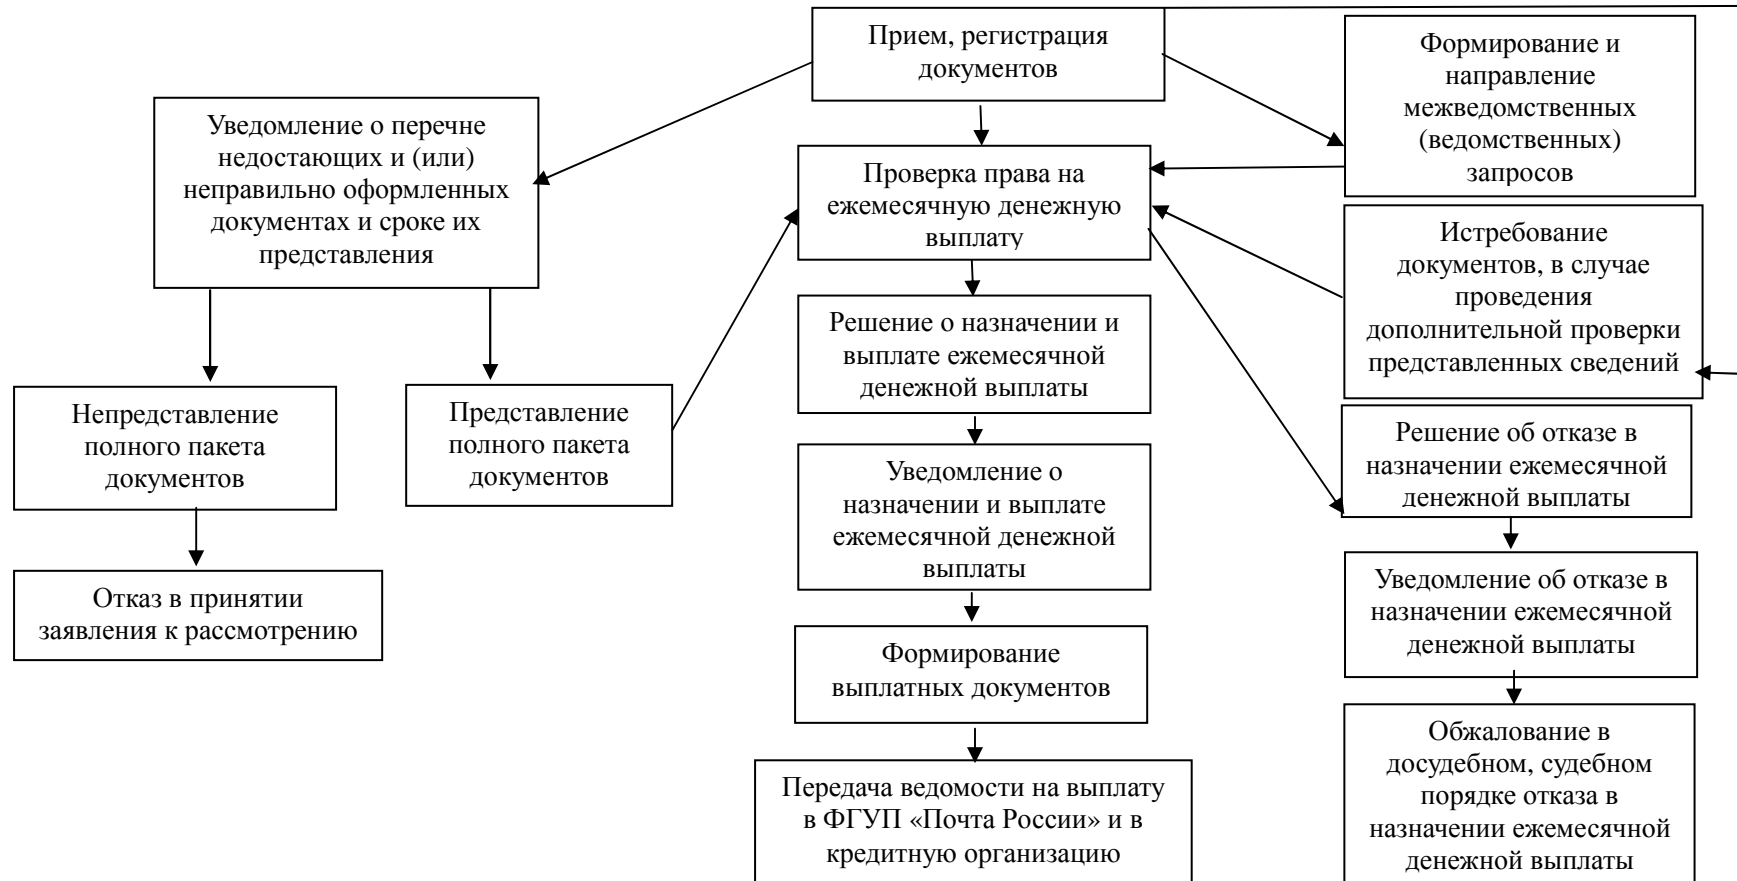 Прием, регистрация
документов
Формирование и
направление
межведомственных
(ведомственных)
запросов
Уведомление о перечне
недостающих и (или)
неправильно оформленных
документах и сроке их
представления
Проверка права на
ежемесячную денежную
выплату
Истребование
документов, в случае
проведения
дополнительной проверки
представленных сведений
Решение о назначении и
выплате ежемесячной
денежной выплаты
Непредставление
полного пакета
документов
Представление
полного пакета
документов
Решение об отказе в
назначении ежемесячной
денежной выплаты
Уведомление о
назначении и выплате
ежемесячной денежной
выплаты
Отказ в принятии
заявления к рассмотрению
Уведомление об отказе в
назначении ежемесячной
денежной выплаты
Формирование
выплатных документов
Обжалование в
досудебном, судебном
порядке отказа в
назначении ежемесячной
денежной выплаты
Передача ведомости на выплату
в ФГУП «Почта России» и в
кредитную организацию